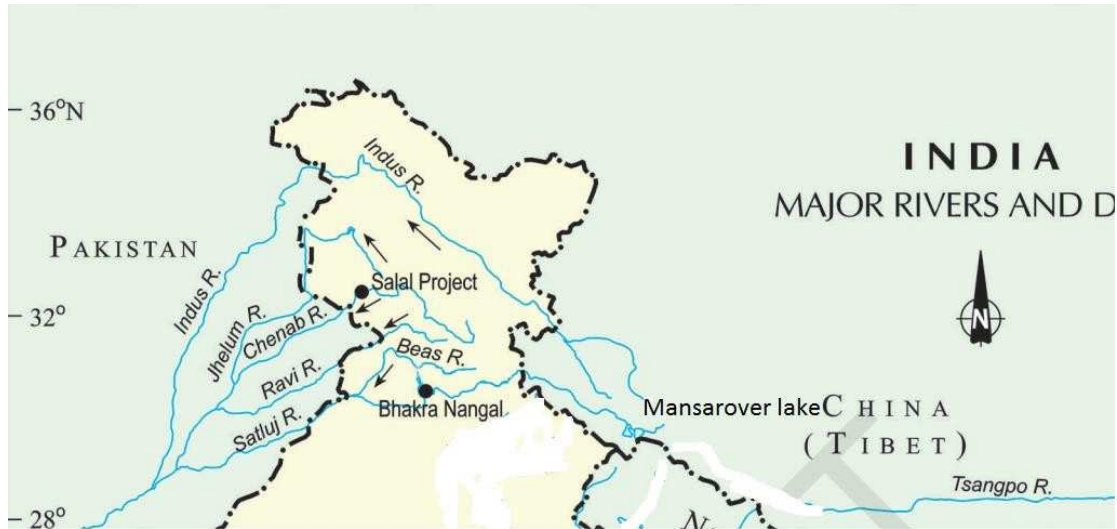 36°N
INDIA
MAJOR RIVERS AND D
Indus R.
PAKISTAN
Indus R.
Salal Project
N
32°
Jhelum R.
Chenab R.
Beas R.
Ravi R.
Bhakra Nangal
Mansarover lake
CHINA
(TIBET)
Satluj R.
Tsangpo R.
28°
N